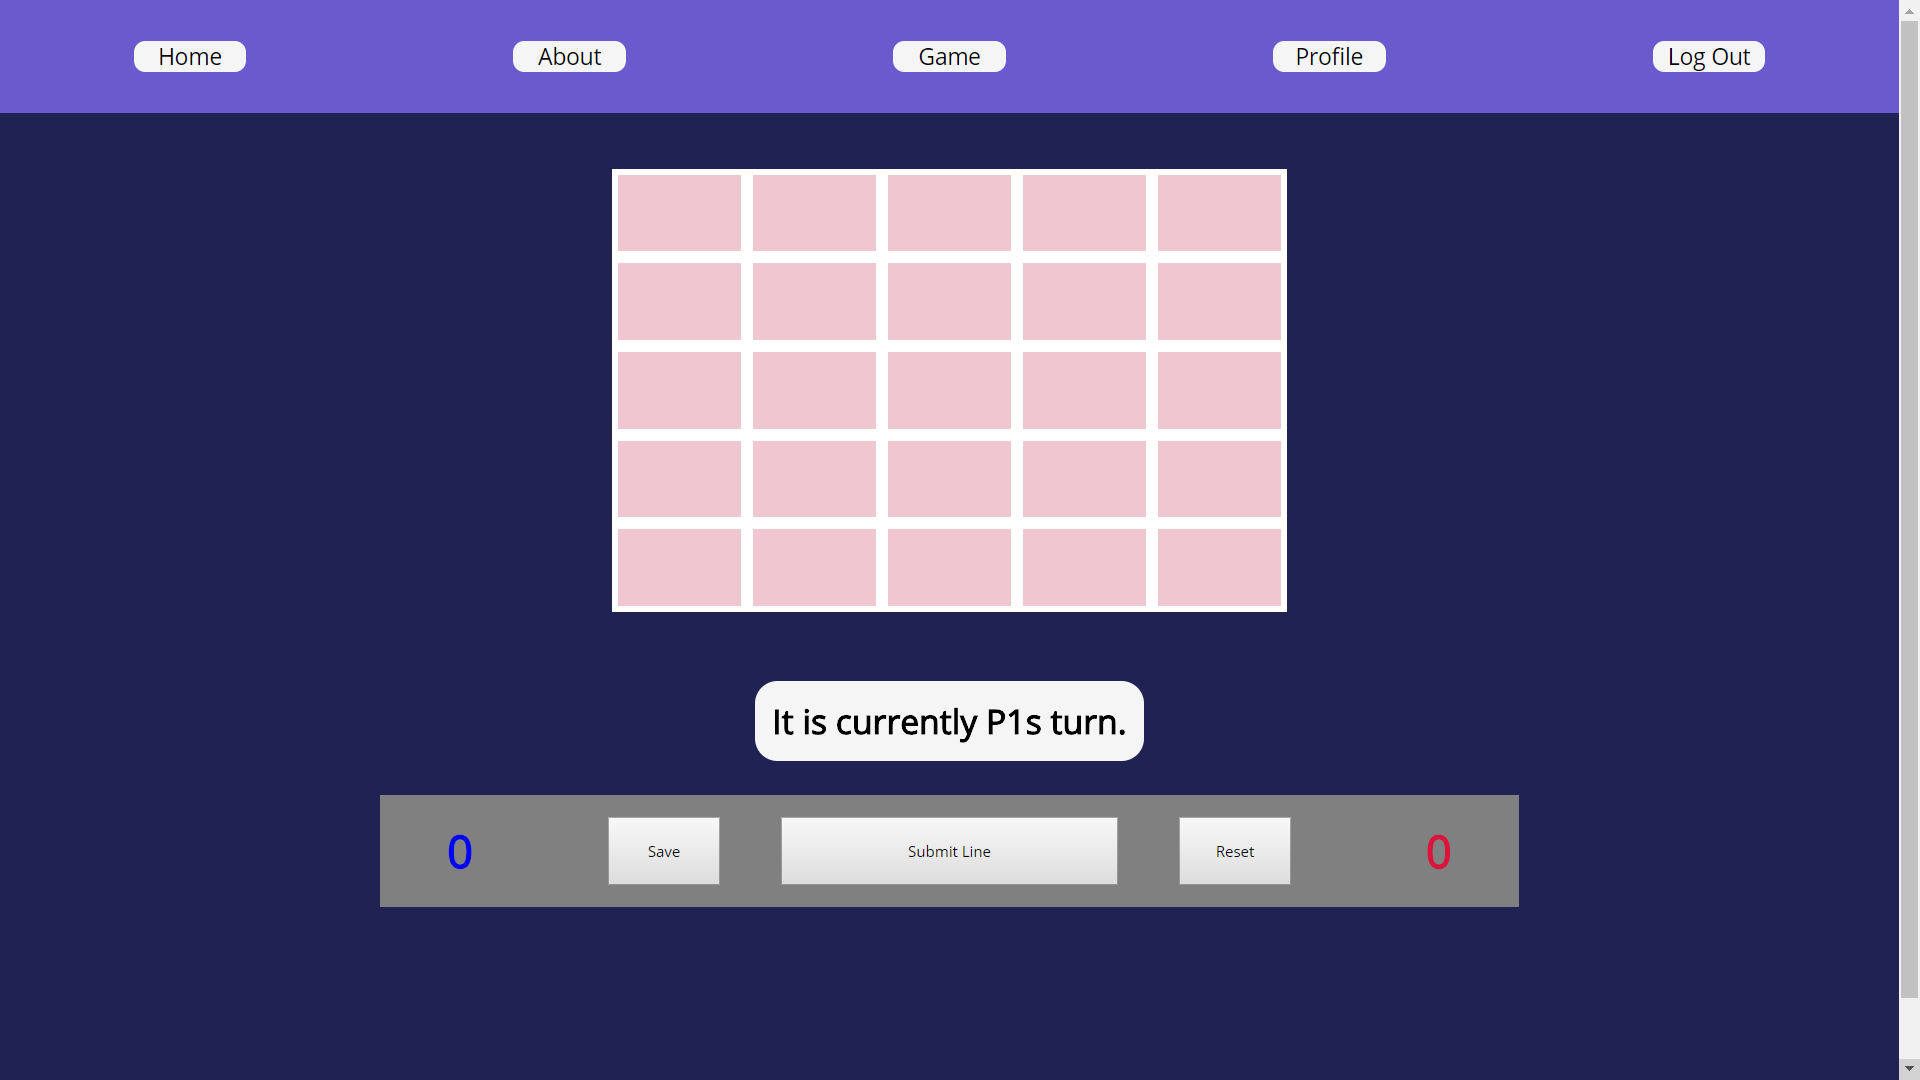 Home About Game Profile Log Out
It is currently P1s turn.
0 Save Submit Line Reset 0